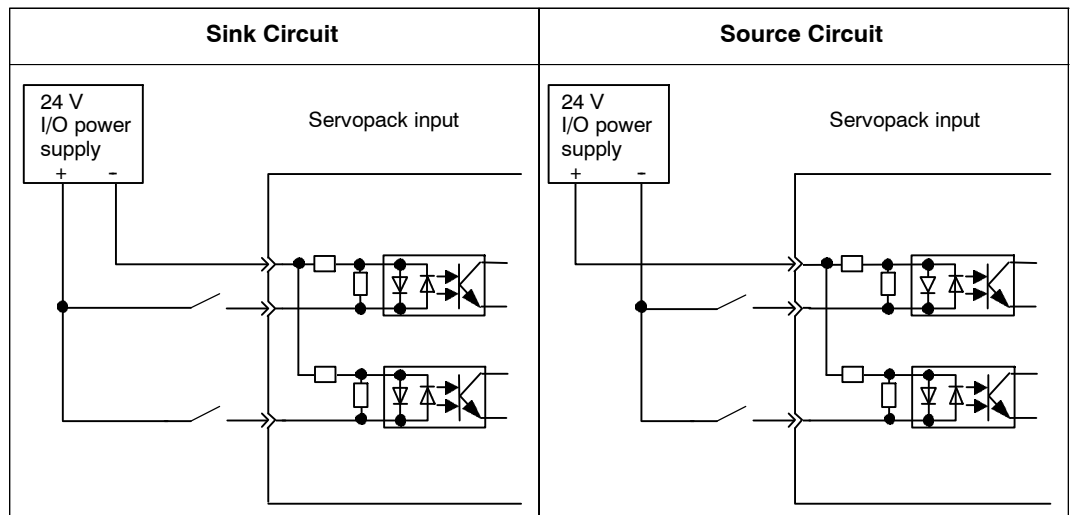 Sink Circuit
Source Circuit
24 V
I/O power
supply
+ -
Servopack input
24 V
I/O power
supply
+ -
Servopack input